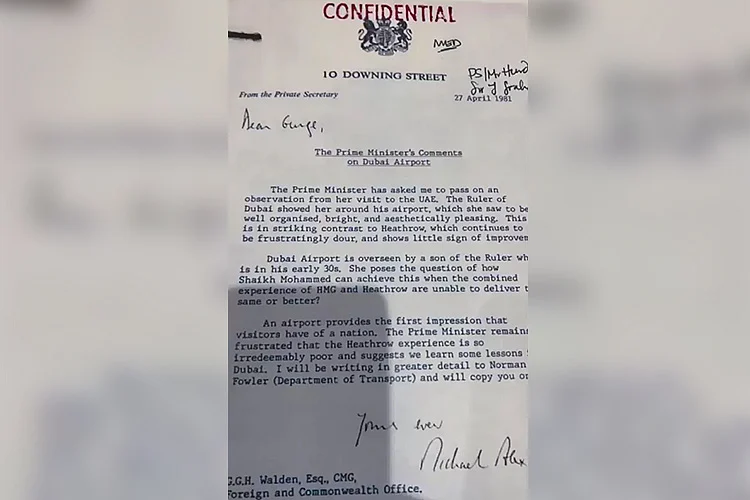 CONFIDENTIAL
10 DOWNING STREET
PS/Mr Hurd
From the Private Secretary
27 April 1981
Dear George,
The Prime Minister's Comments
on Dubai Airport
The Prime Minister has asked me to pass on an
observation from her visit to the UAE. The Ruler of
Dubai showed her around his airport, which she saw to be
well organised, bright, and aesthetically pleasing. This
is in striking contrast to Heathrow, which continues to
be frustratingly dour, and shows little sign of improvem
Dubai Airport is overseen by a son of the Ruler wh
is in his early 30s. She poses the question of how
Shaikh Mohammed can achieve this when the combined
experience of HMG and Heathrow are unable to deliver t
same or better?
An airport provides the first impression that
visitors have of a nation. The Prime Minister remains
frustrated that the Heathrow experience is so
irredeemably poor and suggests we learn some lessons
Dubai. I will be writing in greater detail to Norman
Fowler (Department of Transport) and will copy you on
Yours ever
Michael Alex
G.G.H. Walden, Esq., CMG,
Foreign and Commonwealth Office.